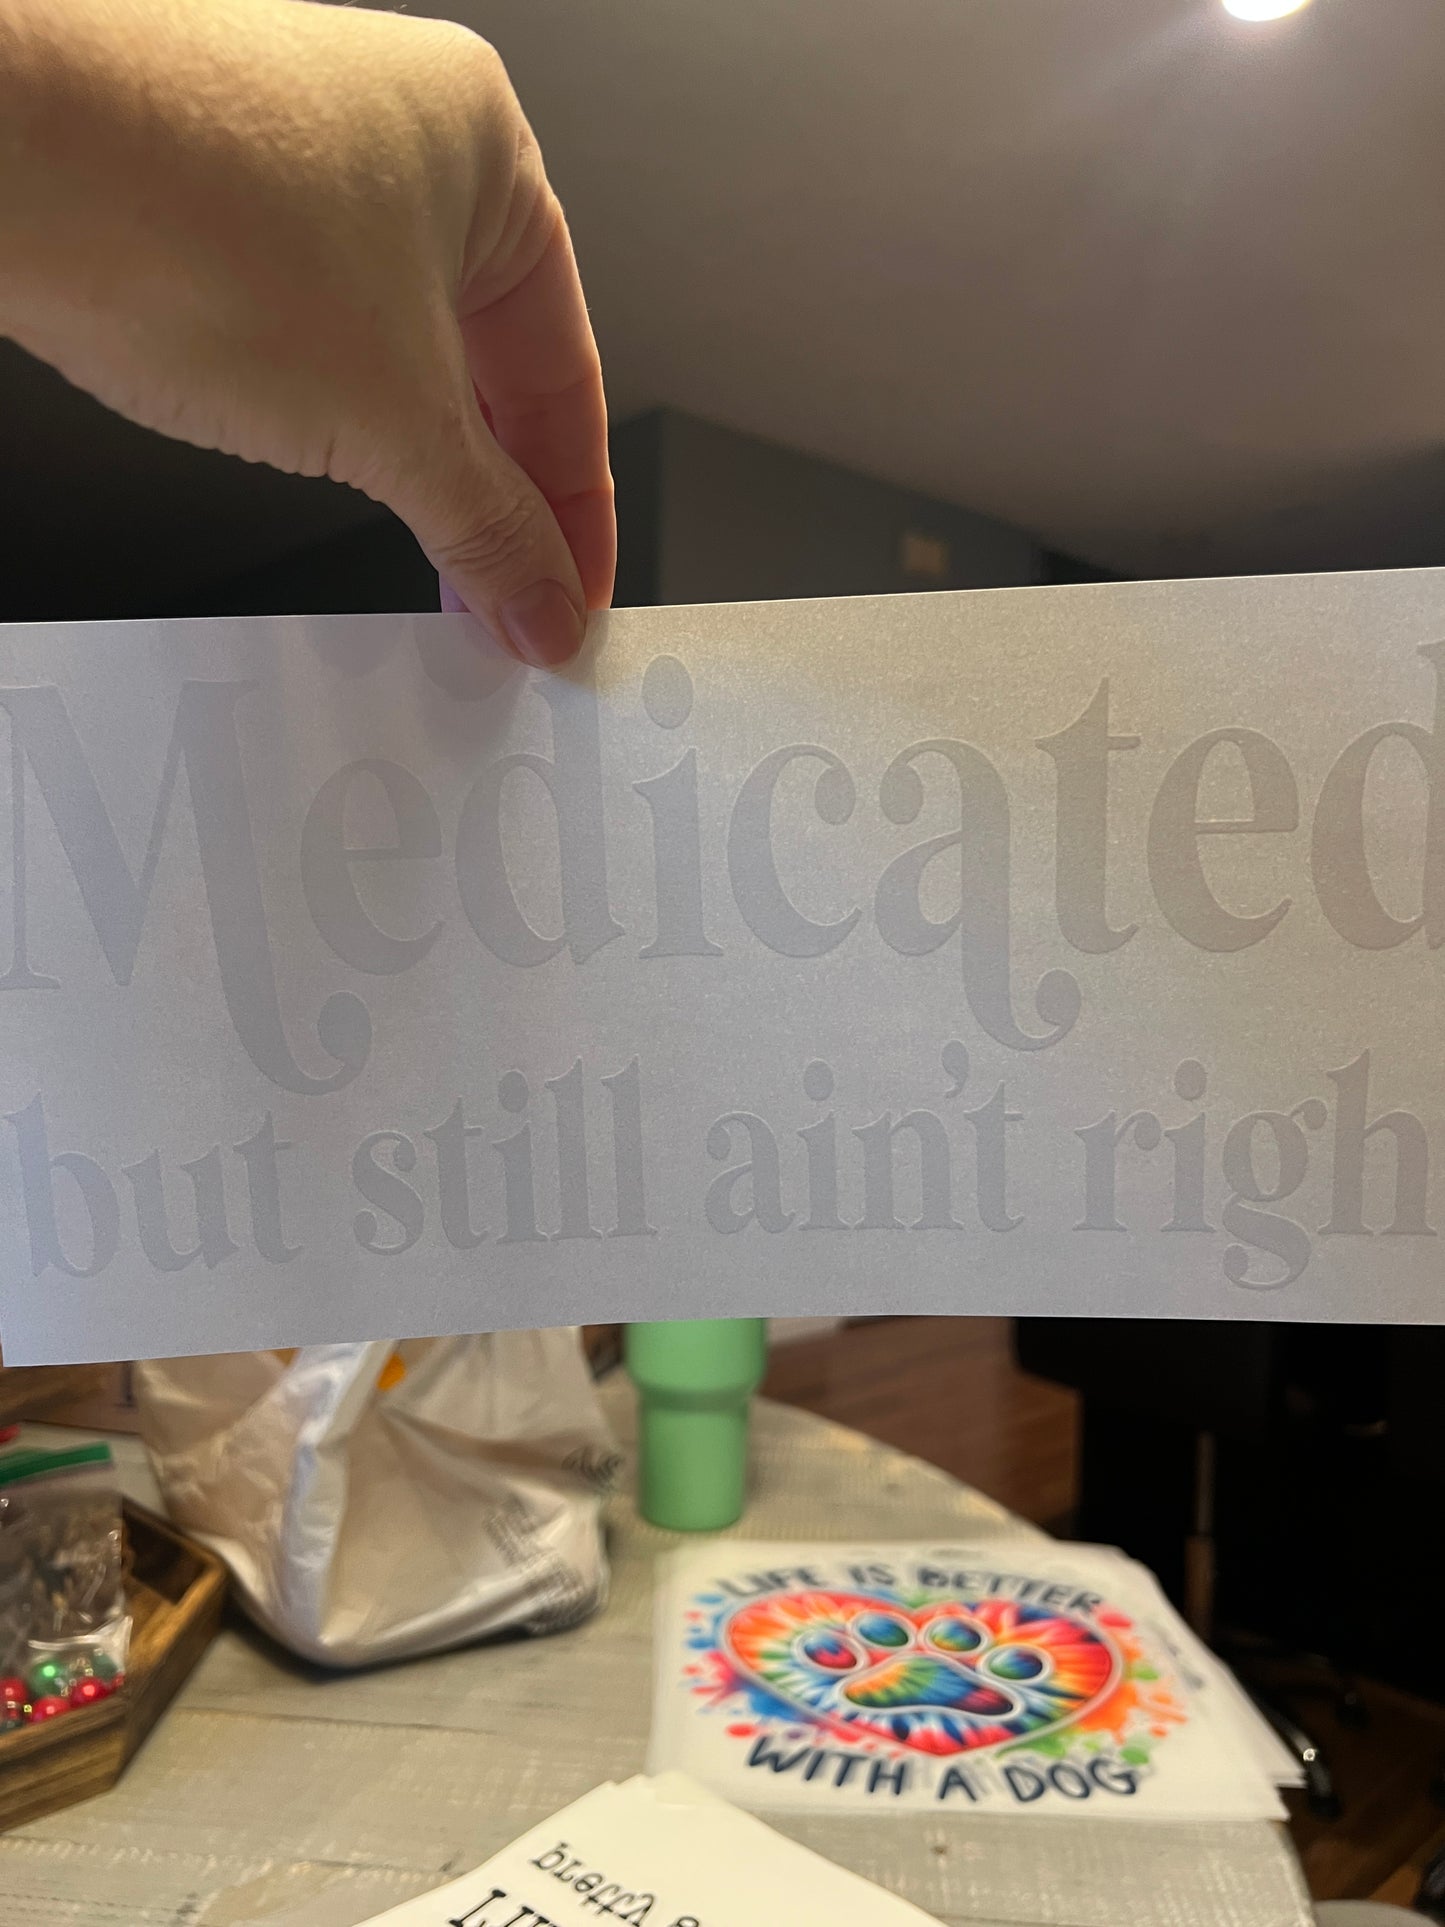 Medicated
but still ain't righ
LIFE IS BETTER
WITH A DOG
pretty